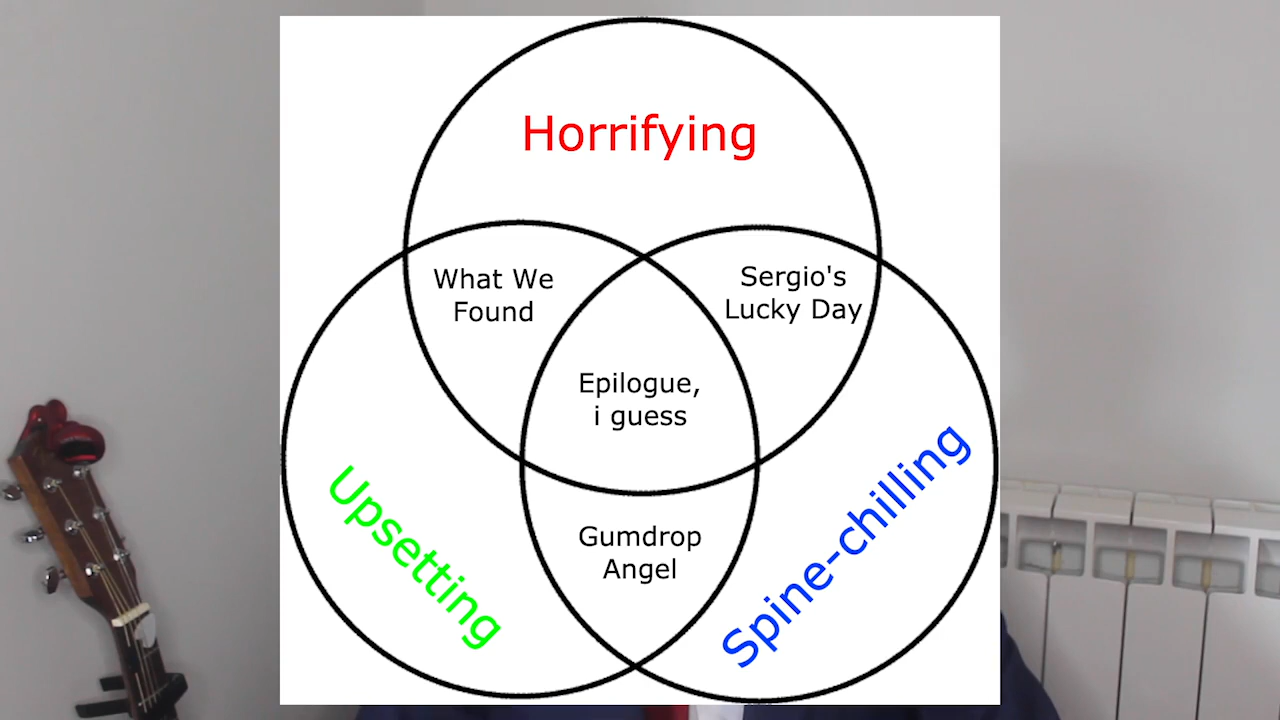 Horrifying
What We
Found
Sergio's
Lucky Day
Epilogue,
i guess
Upsetting
Spine-chilling
Gumdrop
Angel